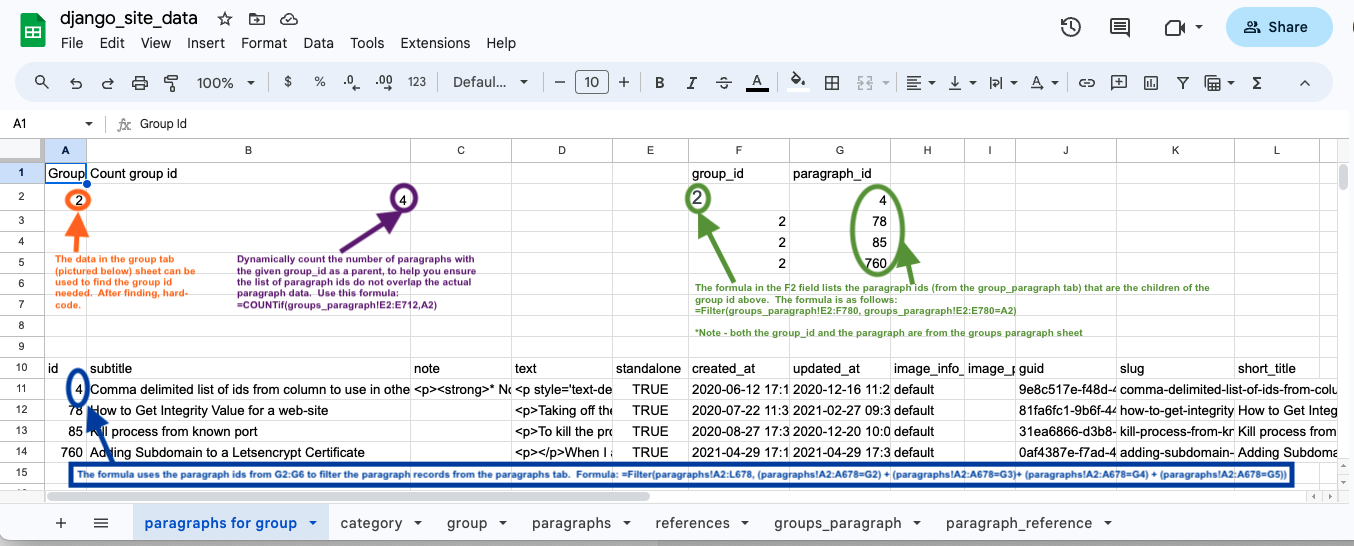 django_site_data
File Edit View Insert Format Data Tools Extensions Help
Share
100% $ % .0 .00 123 Defaul... 10 B I A
A1 fx Group Id
A B C D E F G H I J K L
1 Group Count group id group_id paragraph_id
2 2 4 2 4
3 2 78
4 2 85
5 2 760
6
7
8
9
The data in the group tab
(pictured below) sheet can be
used to find the group id
needed. After finding, hard-
code.
Dynamically count the number of paragraphs with
the given group_id as a parent, to help you ensure
the list of paragraph ids do not overlap the actual
paragraph data. Use this formula:
=COUNTif(groups_paragraph!E2:E712,A2)
The formula in the F2 field lists the paragraph ids (from the group_paragraph tab) that are the children of the
group id above. The formula is as follows:
=Filter(groups_paragraph!E2:F780, groups_paragraph!E2:E780=A2)
*Note - both the group_id and the paragraph are from the groups paragraph sheet
10 id subtitle note text standalone created_at updated_at image_info_ image_p guid slug short_title
11 4 Comma delimited list of ids from column to use in othe <p><strong>* No <p style='text-de TRUE 2020-06-12 17:1 2020-12-16 11:2 default 9e8c517e-f48d-4 comma-delimited-list-of-ids-from-colu
12 78 How to Get Integrity Value for a web-site <p>Taking off the TRUE 2020-07-22 11:3 2021-02-27 09:3 default 81fa6fc1-9b6f-44 how-to-get-integrity How to Get Integ
13 85 Kill process from known port <p>To kill the pro TRUE 2020-08-27 17:3 2020-12-20 10:0 default 31ea6866-d3b8- kill-process-from-kr Kill process from
14 760 Adding Subdomain to a Letsencrypt Certificate <p></p>When I TRUE 2021-04-29 17:1 2021-04-29 17:3 default 0af4387e-f7ad-4 adding-subdomain- Adding Subdoma
15 The formula uses the paragraph ids from G2:G6 to filter the paragraph records from the paragraphs tab. Formula: =Filter(paragraphs!A2:L678, (paragraphs!A2:A678=G2) + (paragraphs!A2:A678=G3)+ (paragraphs!A2:A678=G4) + (paragraphs!A2:A678=G5))
paragraphs for group category group paragraphs references groups_paragraph paragraph_reference